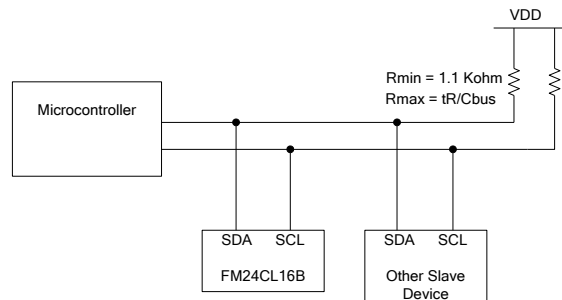 VDD
Rmin = 1.1 Kohm
Rmax = tR/Cbus
Microcontroller
SDA SCL
FM24CL16B
SDA SCL
Other Slave
Device